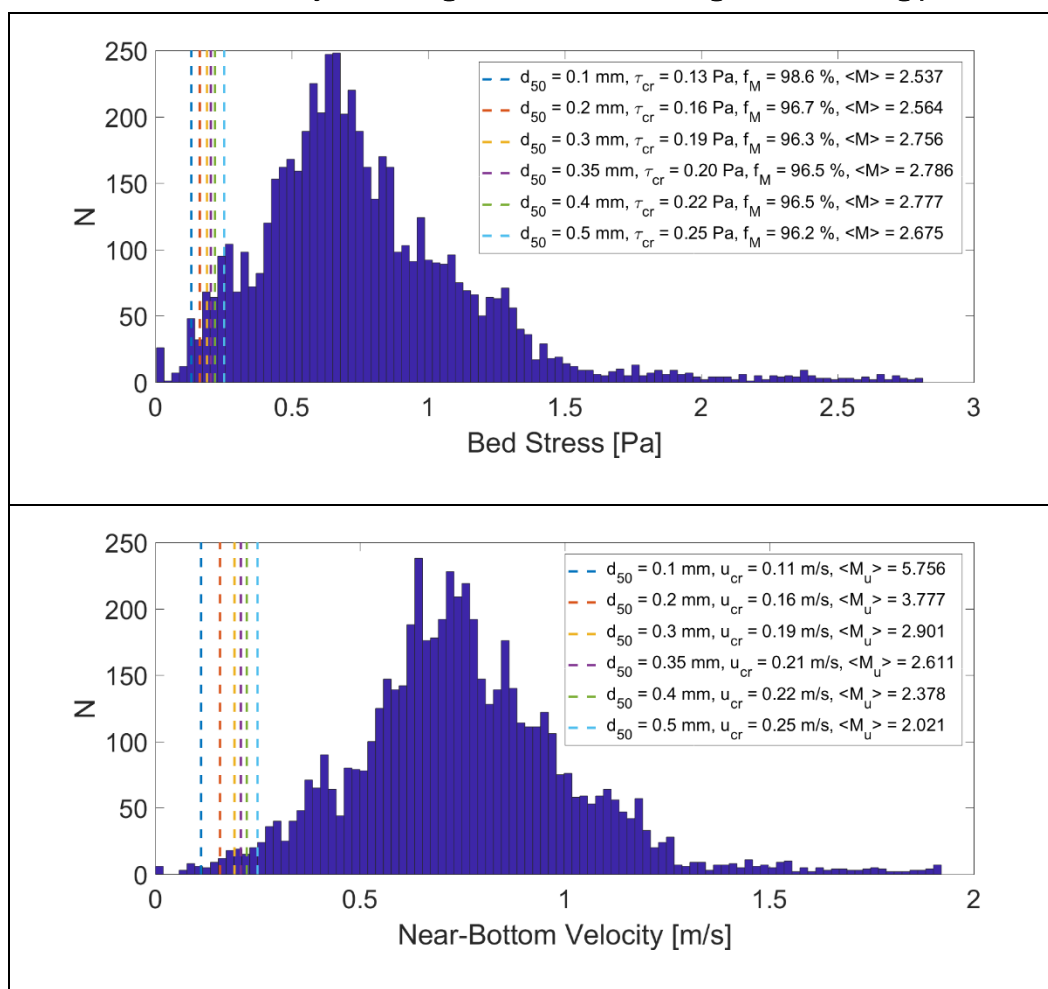 250
200
150
100
50
0
N
d50 = 0.1 mm, τcr = 0.13 Pa, fM = 98.6 %, <M> = 2.537
d50 = 0.2 mm, τcr = 0.16 Pa, fM = 96.7 %, <M> = 2.564
d50 = 0.3 mm, τcr = 0.19 Pa, fM = 96.3 %, <M> = 2.756
d50 = 0.35 mm, τcr = 0.20 Pa, fM = 96.5 %, <M> = 2.786
d50 = 0.4 mm, τcr = 0.22 Pa, fM = 96.5 %, <M> = 2.777
d50 = 0.5 mm, τcr = 0.25 Pa, fM = 96.2 %, <M> = 2.675
0 0.5 1 1.5 2 2.5 3
Bed Stress [Pa]
250
200
150
100
50
0
N
d50 = 0.1 mm, ucr = 0.11 m/s, <Mu> = 5.756
d50 = 0.2 mm, ucr = 0.16 m/s, <Mu> = 3.777
d50 = 0.3 mm, ucr = 0.19 m/s, <Mu> = 2.901
d50 = 0.35 mm, ucr = 0.21 m/s, <Mu> = 2.611
d50 = 0.4 mm, ucr = 0.22 m/s, <Mu> = 2.378
d50 = 0.5 mm, ucr = 0.25 m/s, <Mu> = 2.021
0 0.5 1 1.5 2
Near-Bottom Velocity [m/s]